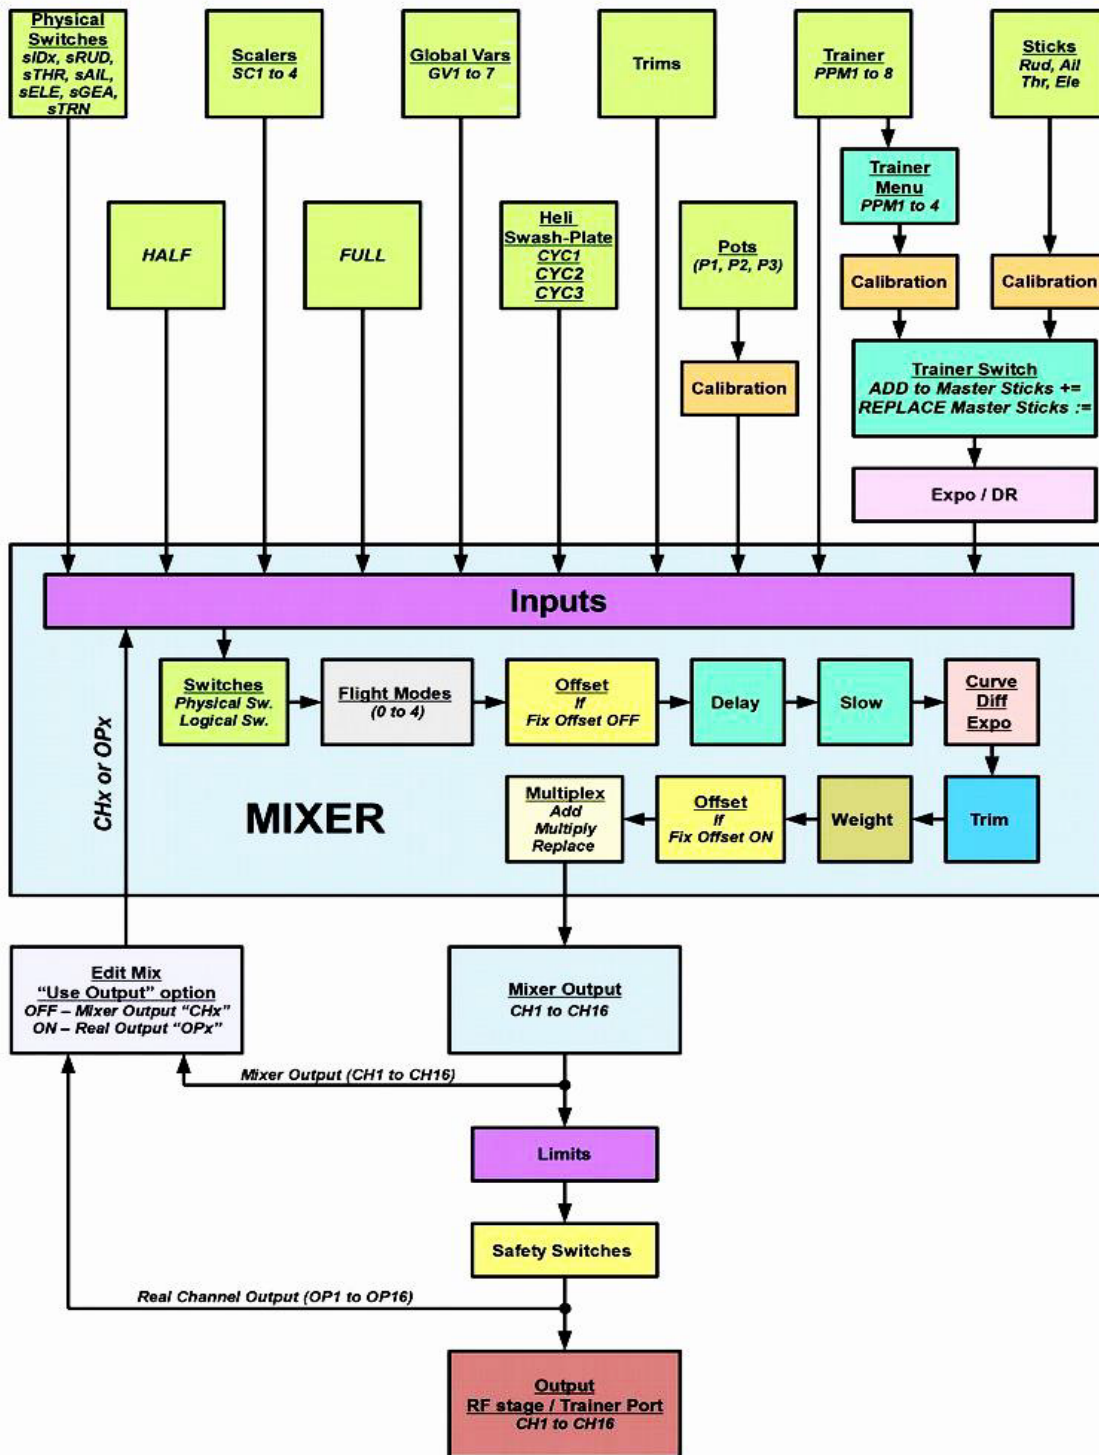 Physical
Switches
sIDx, sRUD,
sTHR, sAIL,
sELE, sGEA,
sTRN
Scalers
SC1 to 4
Global Vars
GV1 to 7
Trims
Trainer
PPM1 to 8
Sticks
Rud, Ail
Thr, Ele
Trainer
Menu
PPM1 to 4
HALF
FULL
Heli
Swash-Plate
CYC1
CYC2
CYC3
Pots
(P1, P2, P3)
Calibration
Calibration
Calibration
Trainer Switch
ADD to Master Sticks +=
REPLACE Master Sticks :=
Expo / DR
Inputs
Switches
Physical Sw.
Logical Sw.
Flight Modes
(0 to 4)
Offset
If
Fix Offset OFF
Delay
Slow
Curve
Diff
Expo
CHx or OPx
MIXER
Multiplex
Add
Multiply
Replace
Offset
If
Fix Offset ON
Weight
Trim
Edit Mix
“Use Output” option
OFF – Mixer Output “CHx”
ON – Real Output “OPx”
Mixer Output
CH1 to CH16
Mixer Output (CH1 to CH16)
Limits
Safety Switches
Real Channel Output (OP1 to OP16)
Output
RF stage / Trainer Port
CH1 to CH16